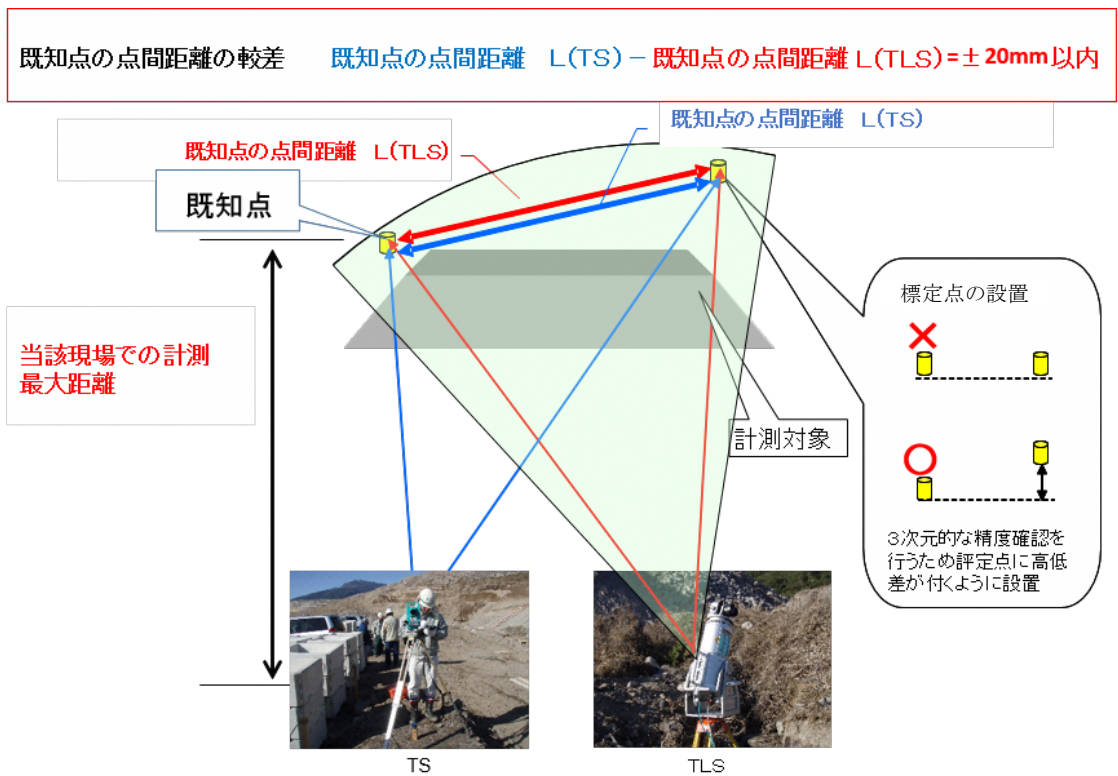 既知点の点間距離の較差 既知点の点間距離 L(TS)－既知点の点間距離 L(TLS)=±20mm以内
既知点の点間距離 L(TS)
既知点の点間距離 L(TLS)
既知点
当該現場での計測
最大距離
計測対象
標定点の設置
3次元的な精度確認を
行うため評定点に高低
差が付くように設置
TS
TLS